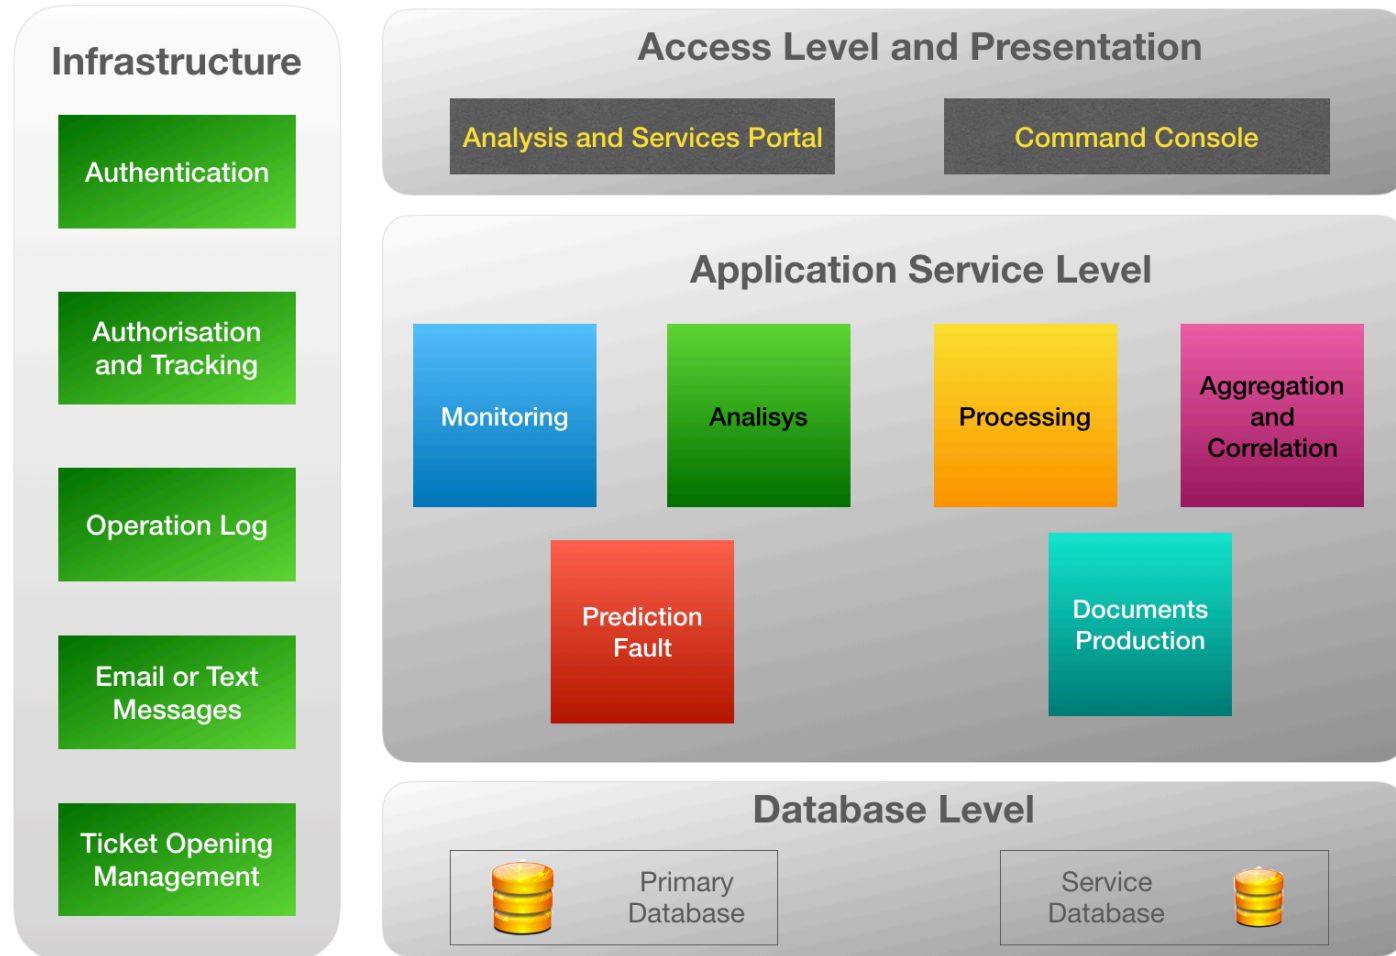 Infrastructure
Authentication
Authorisation
and Tracking
Operation Log
Email or Text
Messages
Ticket Opening
Management
Access Level and Presentation
Analysis and Services Portal
Command Console
Application Service Level
Monitoring
Analisys
Processing
Aggregation
and
Correlation
Prediction
Fault
Documents
Production
Database Level
Primary
Database
Service
Database